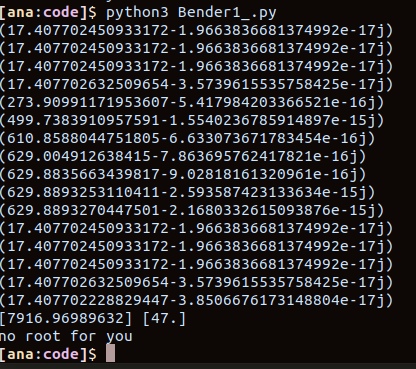 [ana:code]$ python3 Bender1_.py
(17.407702450933172-1.9663836681374992e-17j)
(17.407702450933172-1.9663836681374992e-17j)
(17.407702450933172-1.9663836681374992e-17j)
(17.407702632509654-3.5739615535758425e-17j)
(273.90991171953607-5.417984203366521e-16j)
(499.7383910957591-1.5540236785914897e-15j)
(610.8588044751805-6.633073671783454e-16j)
(629.004912638415-7.863695762417821e-16j)
(629.8835663439817-9.02818161320961e-16j)
(629.8893253110411-2.593587423133634e-15j)
(629.8893270447501-2.1680332615093876e-15j)
(17.407702450933172-1.9663836681374992e-17j)
(17.407702450933172-1.9663836681374992e-17j)
(17.407702450933172-1.9663836681374992e-17j)
(17.407702632509654-3.5739615535758425e-17j)
(17.407702228829447-3.8506676173148804e-17j)
[7916.96989632] [47.]
no root for you
[ana:code]$